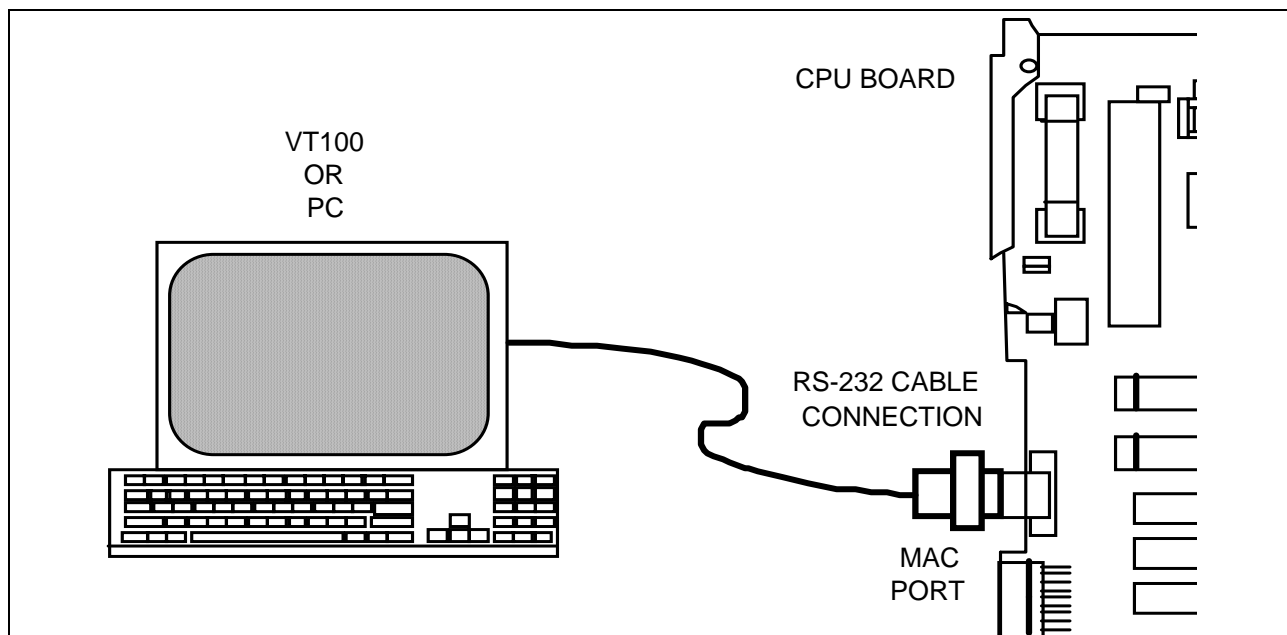 CPU BOARD
VT100
OR
PC
RS-232 CABLE
CONNECTION
MAC
PORT